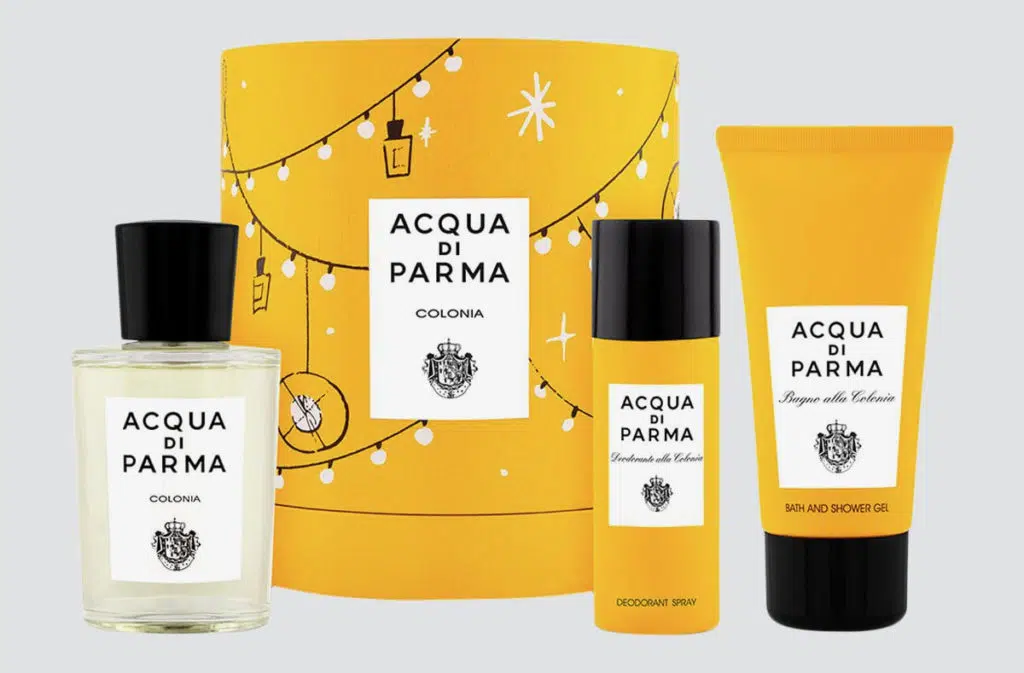 ACQUA
DI
PARMA
COLONIA
ACQUA
DI
PARMA
COLONIA
ACQUA
DI
PARMA
Deodorante alla Colonia
DEODORANT SPRAY
ACQUA
DI
PARMA
Bagno alla Colonia
BATH AND SHOWER GEL